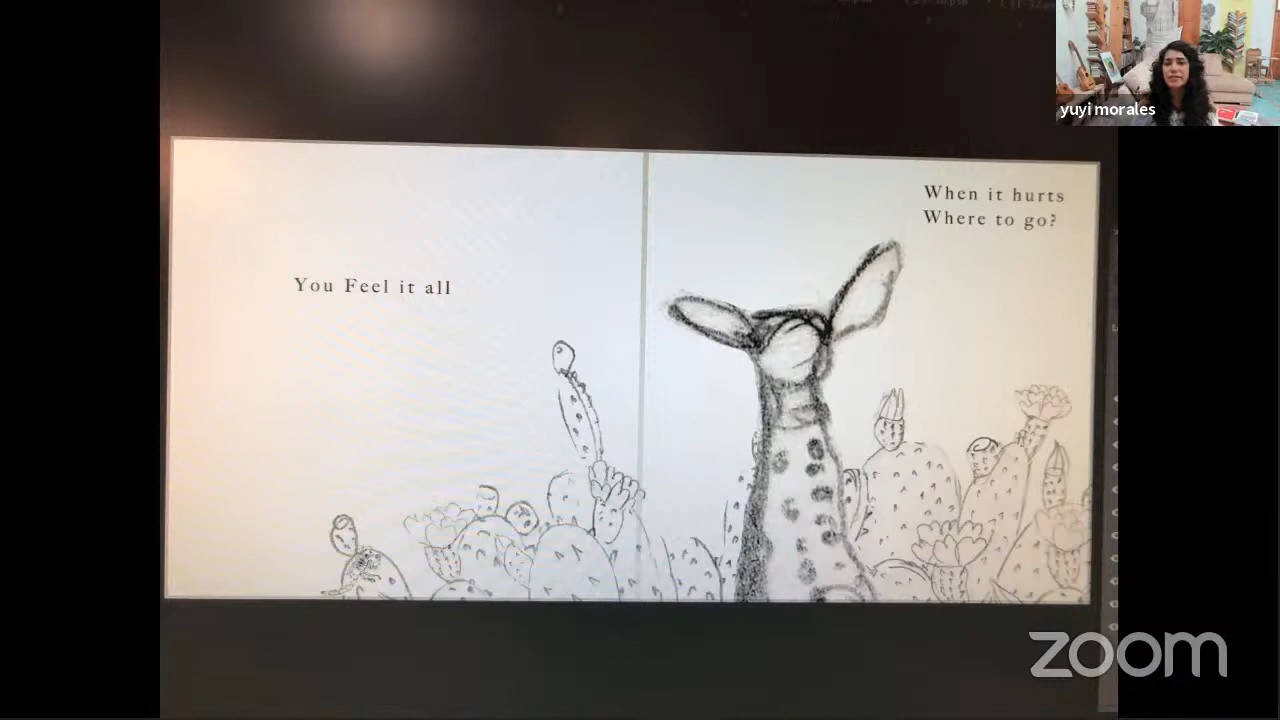 yuyi morales
When it hurts
Where to go?
You Feel it all
zoom